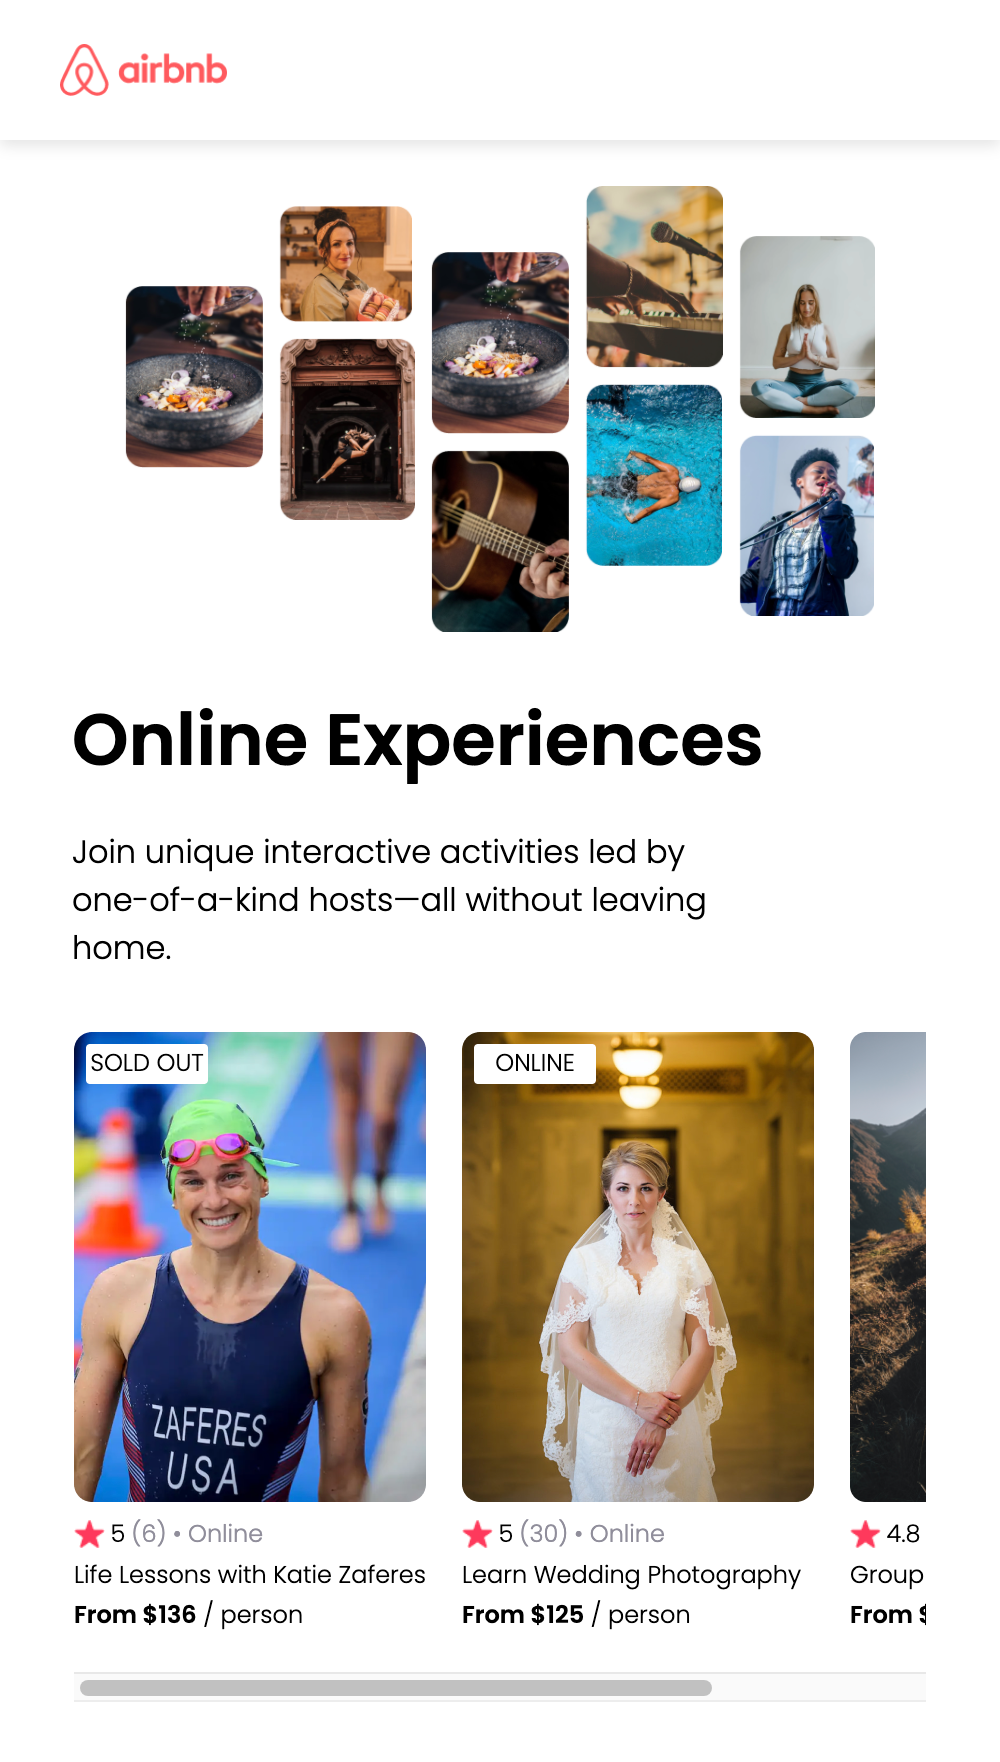 airbnb
Online Experiences
Join unique interactive activities led by
one-of-a-kind hosts—all without leaving
home.
SOLD OUT
ZAFERES
USA
5 (6) • Online
Life Lessons with Katie Zaferes
From $136 / person
ONLINE
5 (30) • Online
Learn Wedding Photography
From $125 / person
4.8
Group
From $